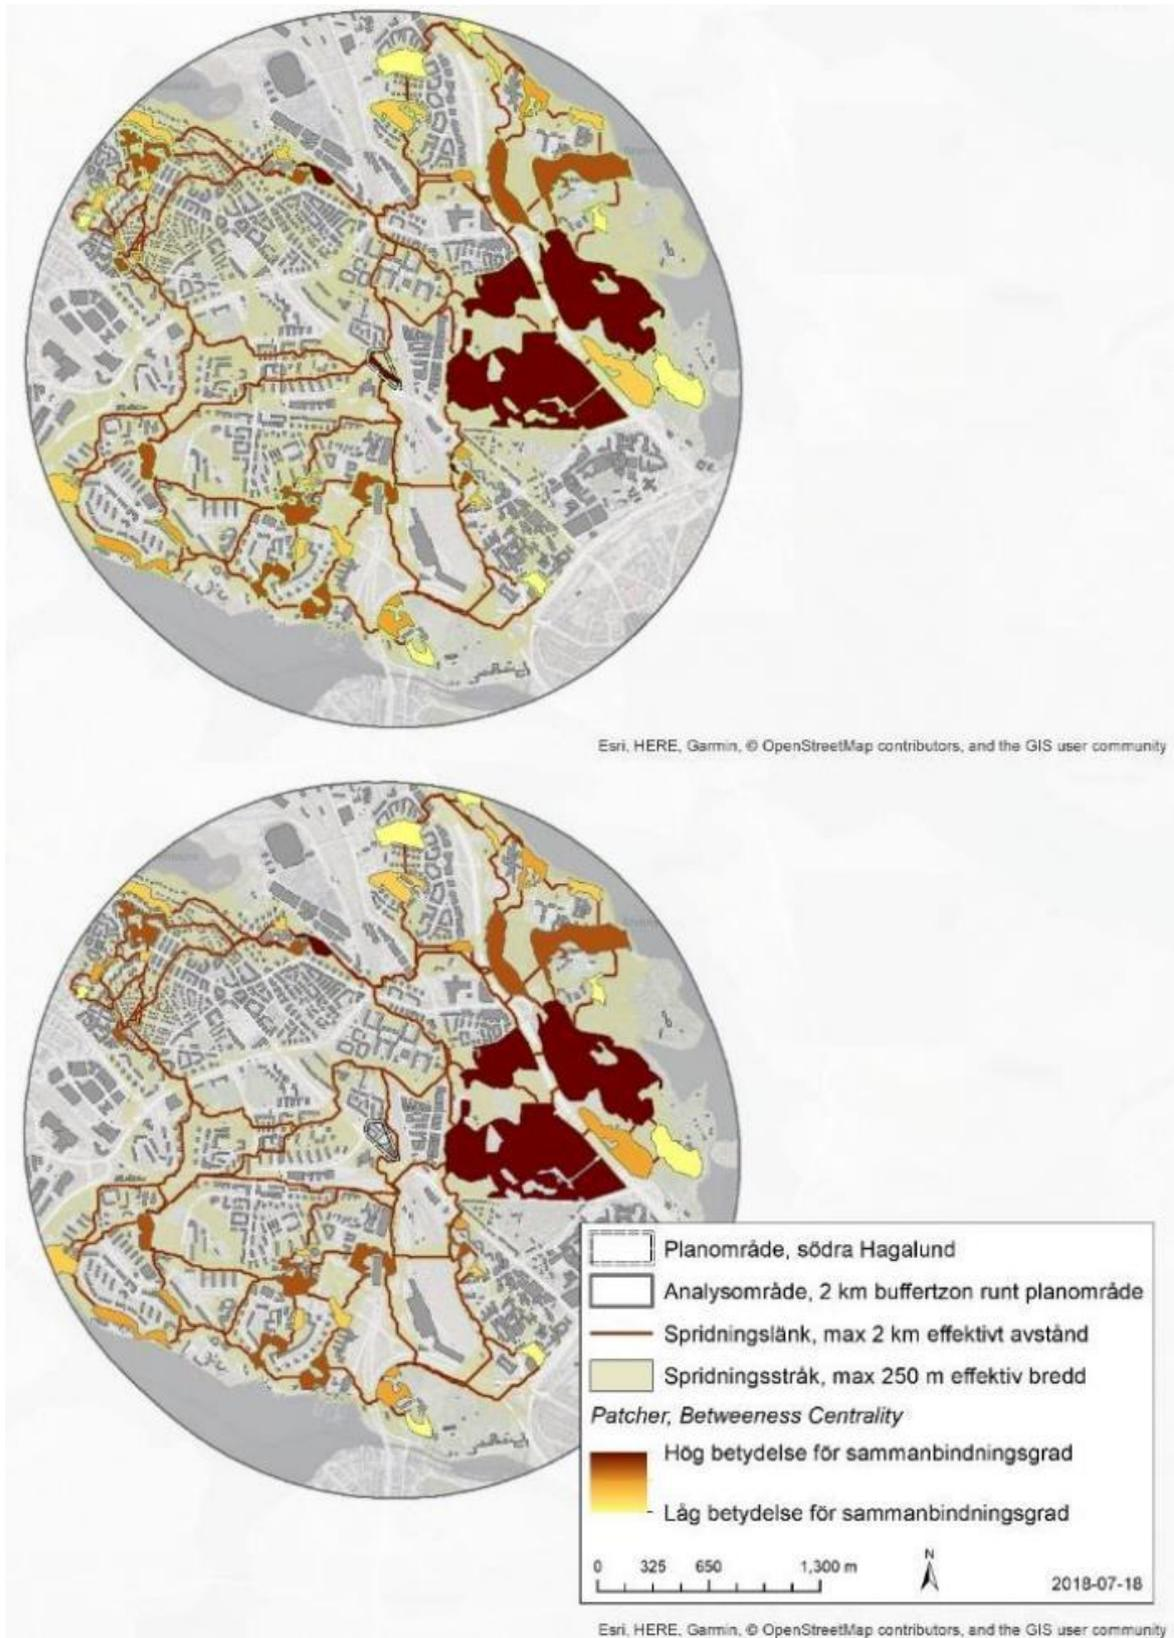 Esri, HERE, Garmin, © OpenStreetMap contributors, and the GIS user community
Planområde, södra Hagalund
Analysområde, 2 km buffertzon runt planområde
Spridningslänk, max 2 km effektivt avstånd
Spridningsstråk, max 250 m effektiv bredd
Patcher, Betweeness Centrality
Hög betydelse för sammanbindningsgrad
Låg betydelse för sammanbindningsgrad
0 325 650 1,300 m
N
2018-07-18
Esri, HERE, Garmin, © OpenStreetMap contributors, and the GIS user community